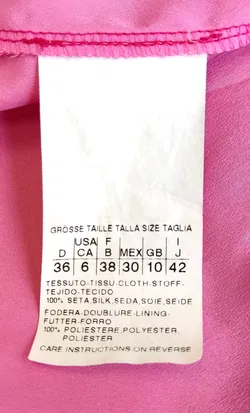 GRÖSSE TAILLE TALLA SIZE TAGLIA
USA F I
D CA B MEX GB J
36 6 38 30 10 42
TESSUTO-TISSU-CLOTH-STOFF-
TEJIDO-TECIDO
100% SETA,SILK,SEDA,SOIE,SEIDE
FODERA-DOUBLURE-LINING-
FUTTER-FORRO
100% POLIESTERE,POLYESTER,
POLIESTER
CARE INSTRUCTIONS ON REVERSE